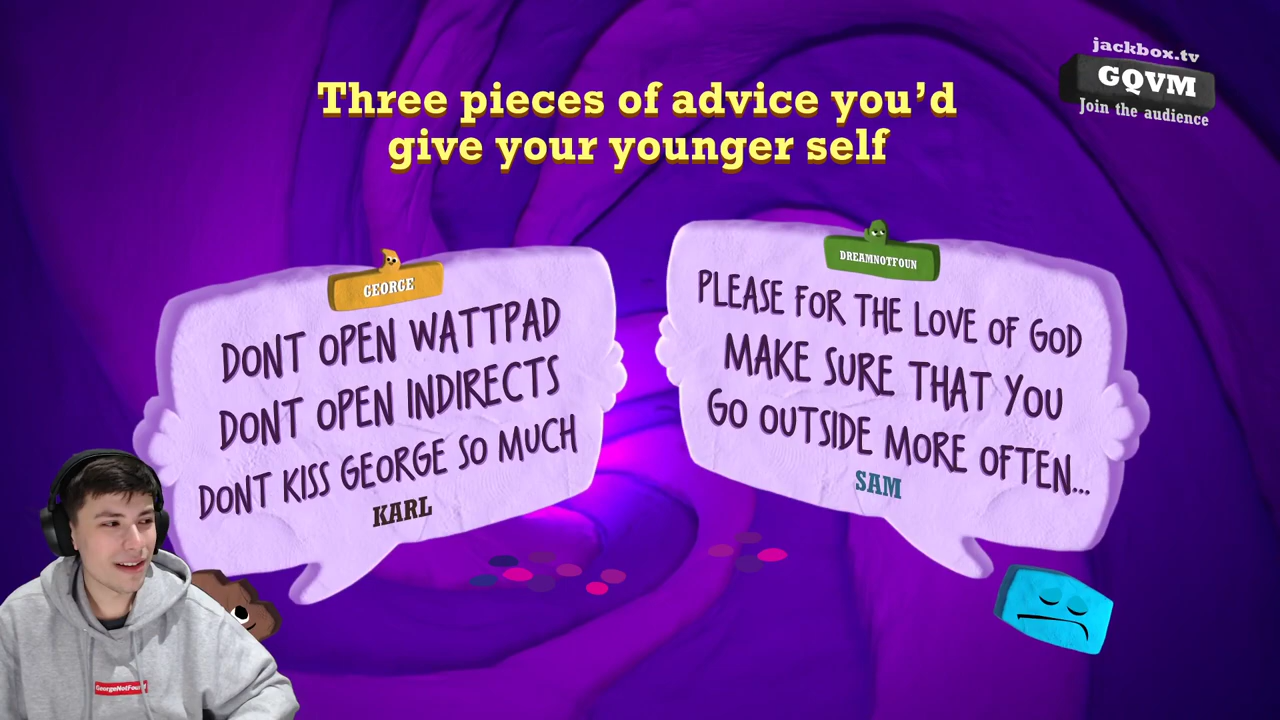 jackbox.tv
GQVM
Join the audience
Three pieces of advice you'd
give your younger self
GEORGE
DONT OPEN WATTPAD
DONT OPEN INDIRECTS
DONT KISS GEORGE SO MUCH
KARL
DREAMNOTFOUN
PLEASE FOR THE LOVE OF GOD
MAKE SURE THAT YOU
GO OUTSIDE MORE OFTEN...
SAM